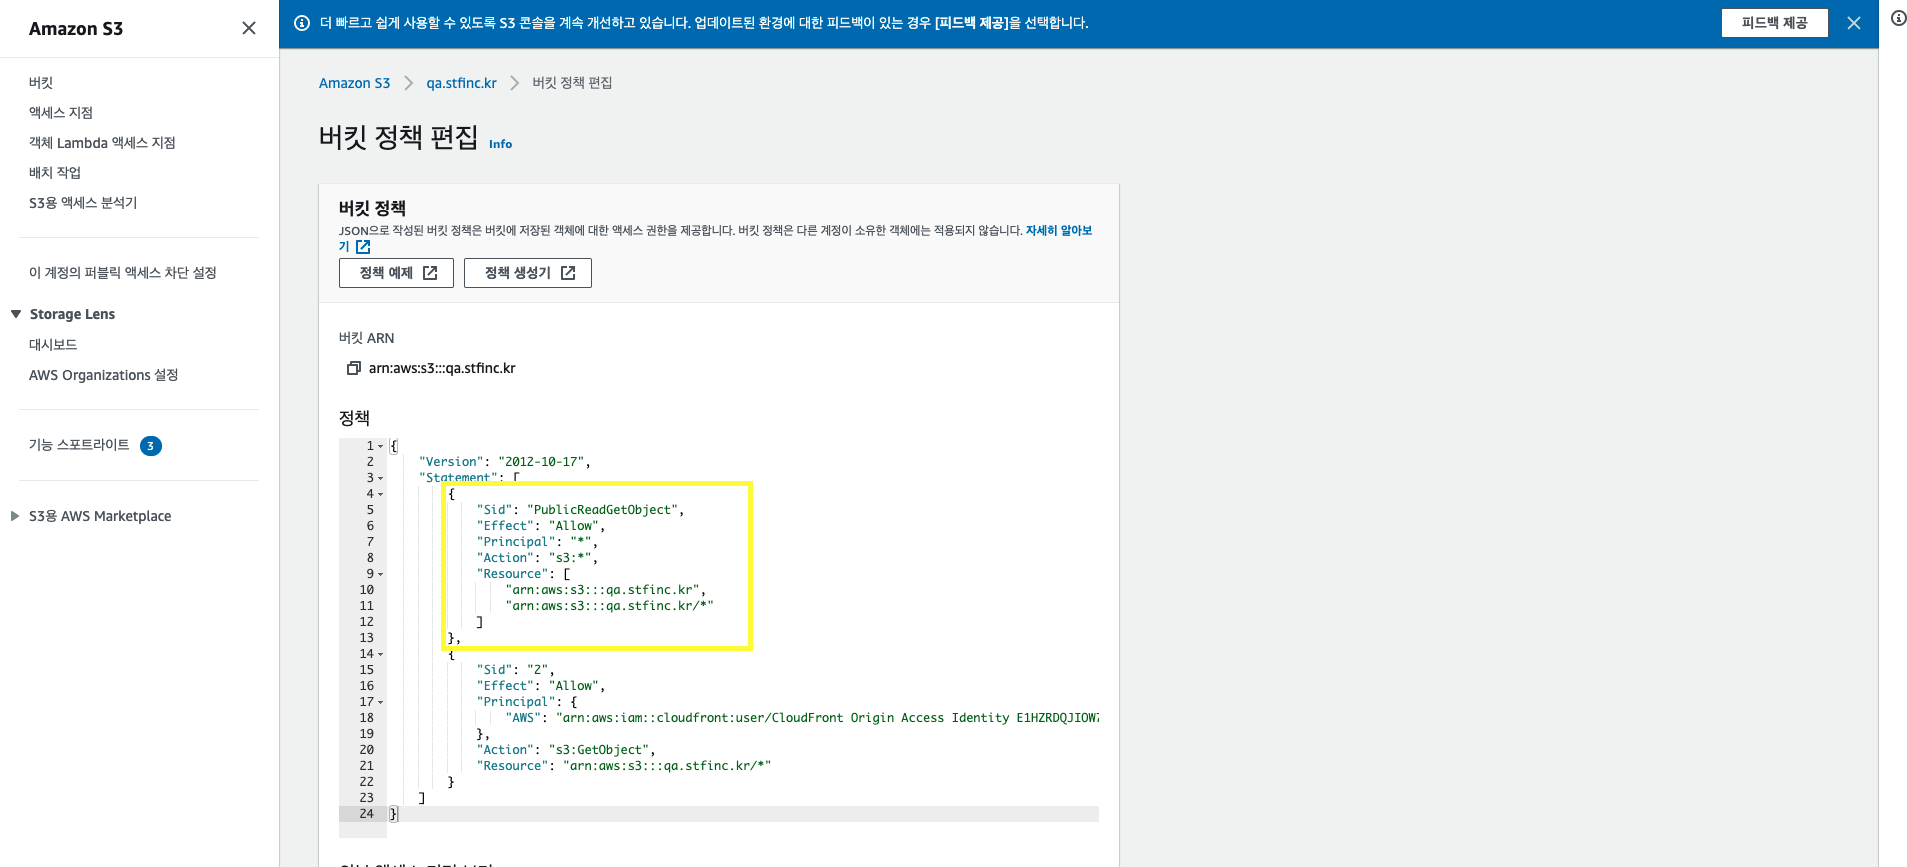 Amazon S3
더 빠르고 쉽게 사용할 수 있도록 S3 콘솔을 계속 개선하고 있습니다. 업데이트된 환경에 대한 피드백이 있는 경우 [피드백 제공]을 선택합니다.
피드백 제공
버킷
액세스 지점
객체 Lambda 액세스 지점
배치 작업
S3용 액세스 분석기
이 계정의 퍼블릭 액세스 차단 설정
Storage Lens
대시보드
AWS Organizations 설정
기능 스포트라이트 3
S3용 AWS Marketplace
Amazon S3 qa.stfinc.kr 버킷 정책 편집
버킷 정책 편집 Info
버킷 정책
JSON으로 작성된 버킷 정책은 버킷에 저장된 객체에 대한 액세스 권한을 제공합니다. 버킷 정책은 다른 계정이 소유한 객체에는 적용되지 않습니다. 자세히 알아보
기
정책 예제 정책 생성기
버킷 ARN
arn:aws:s3:::qa.stfinc.kr
정책
1 {
2 "Version": "2012-10-17",
3 "Statement": [
4 {
5 "Sid": "PublicReadGetObject",
6 "Effect": "Allow",
7 "Principal": "*",
8 "Action": "s3:*",
9 "Resource": [
10 "arn:aws:s3:::qa.stfinc.kr",
11 "arn:aws:s3:::qa.stfinc.kr/*"
12 ]
13 },
14 {
15 "Sid": "2",
16 "Effect": "Allow",
17 "Principal": {
18 "AWS": "arn:aws:iam::cloudfront:user/CloudFront Origin Access Identity
19 },
20 "Action": "s3:GetObject",
21 "Resource": "arn:aws:s3:::qa.stfinc.kr/*"
22 }
23 ]
24 }